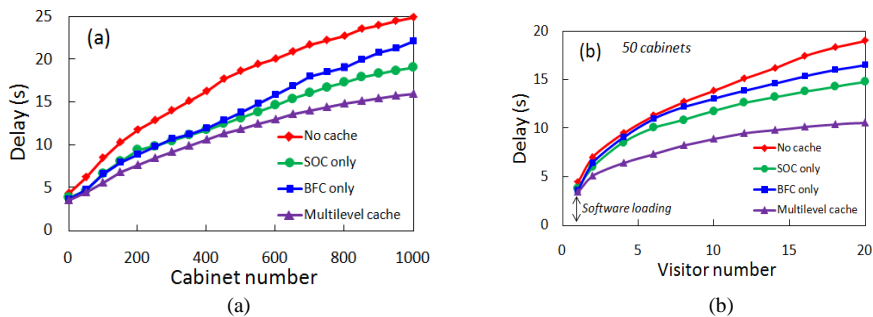 (a)
Delay (s)
25
20
15
10
5
0
No cache
SOC only
BFC only
Multilevel cache
0
200
400
600
800
1000
Cabinet number
(a)
(b)
50 cabinets
Delay (s)
20
15
10
5
0
No cache
SOC only
BFC only
Multilevel cache
Software loading
0
5
10
15
20
Visitor number
(b)